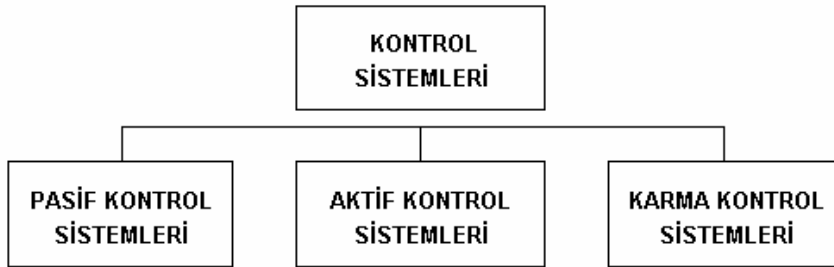 KONTROL
SİSTEMLERİ
PASİF KONTROL
SİSTEMLERİ
AKTİF KONTROL
SİSTEMLERİ
KARMA KONTROL
SİSTEMLERİ